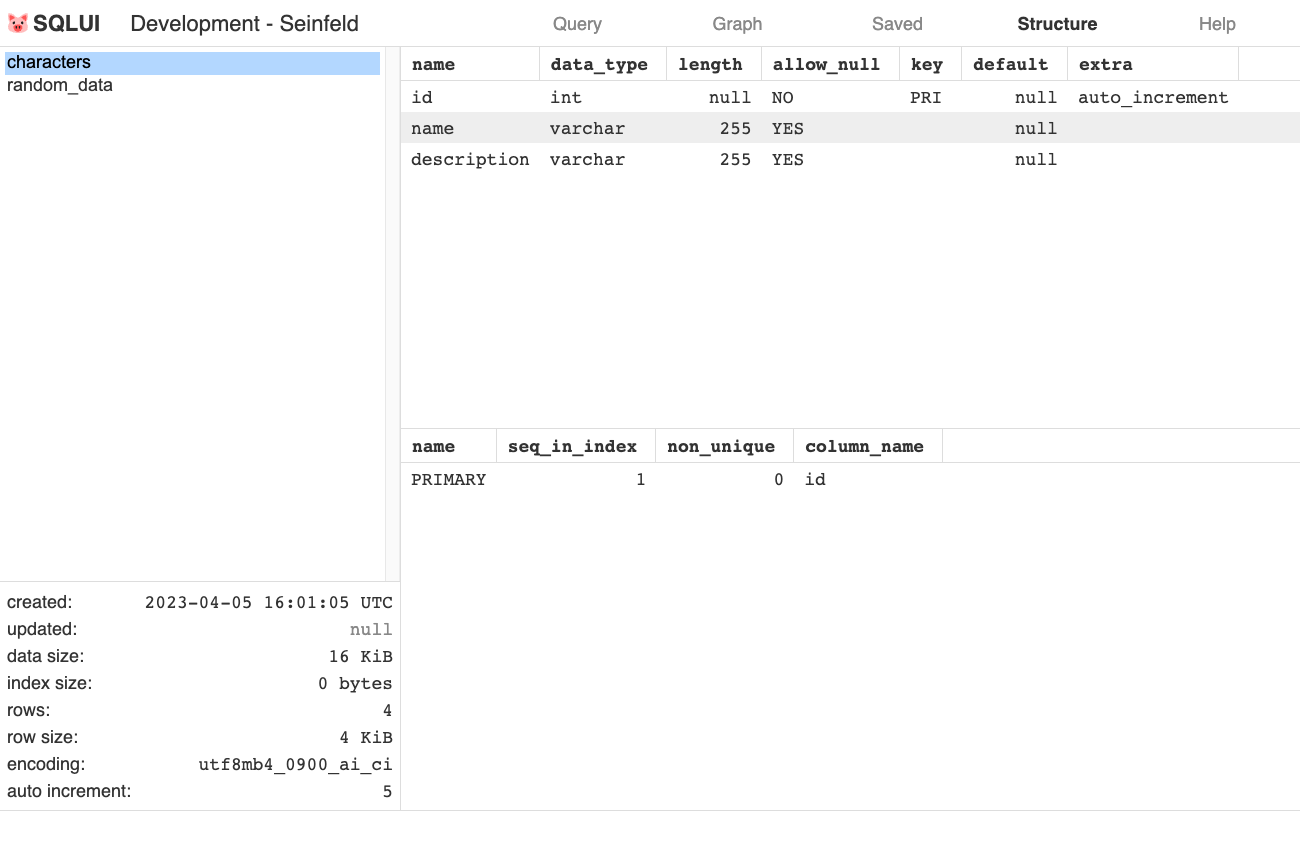 SQLUI Development - Seinfeld Query Graph Saved Structure Help
characters
random_data
name data_type length allow_null key default extra
id int null NO PRI null auto_increment
name varchar 255 YES null
description varchar 255 YES null
name seq_in_index non_unique column_name
PRIMARY 1 0 id
created: 2023-04-05 16:01:05 UTC
updated: null
data size: 16 KiB
index size: 0 bytes
rows: 4
row size: 4 KiB
encoding: utf8mb4_0900_ai_ci
auto increment: 5